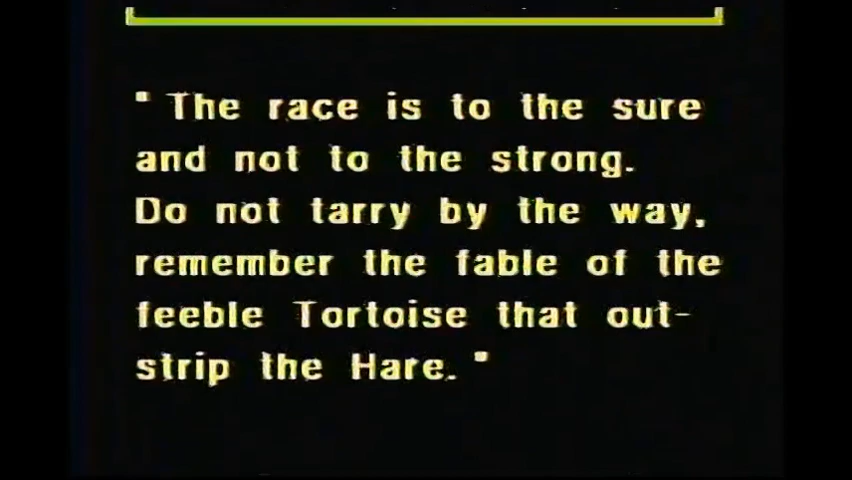 " The race is to the sure
and not to the strong.
Do not tarry by the way,
remember the fable of the
feeble Tortoise that out-
strip the Hare. "